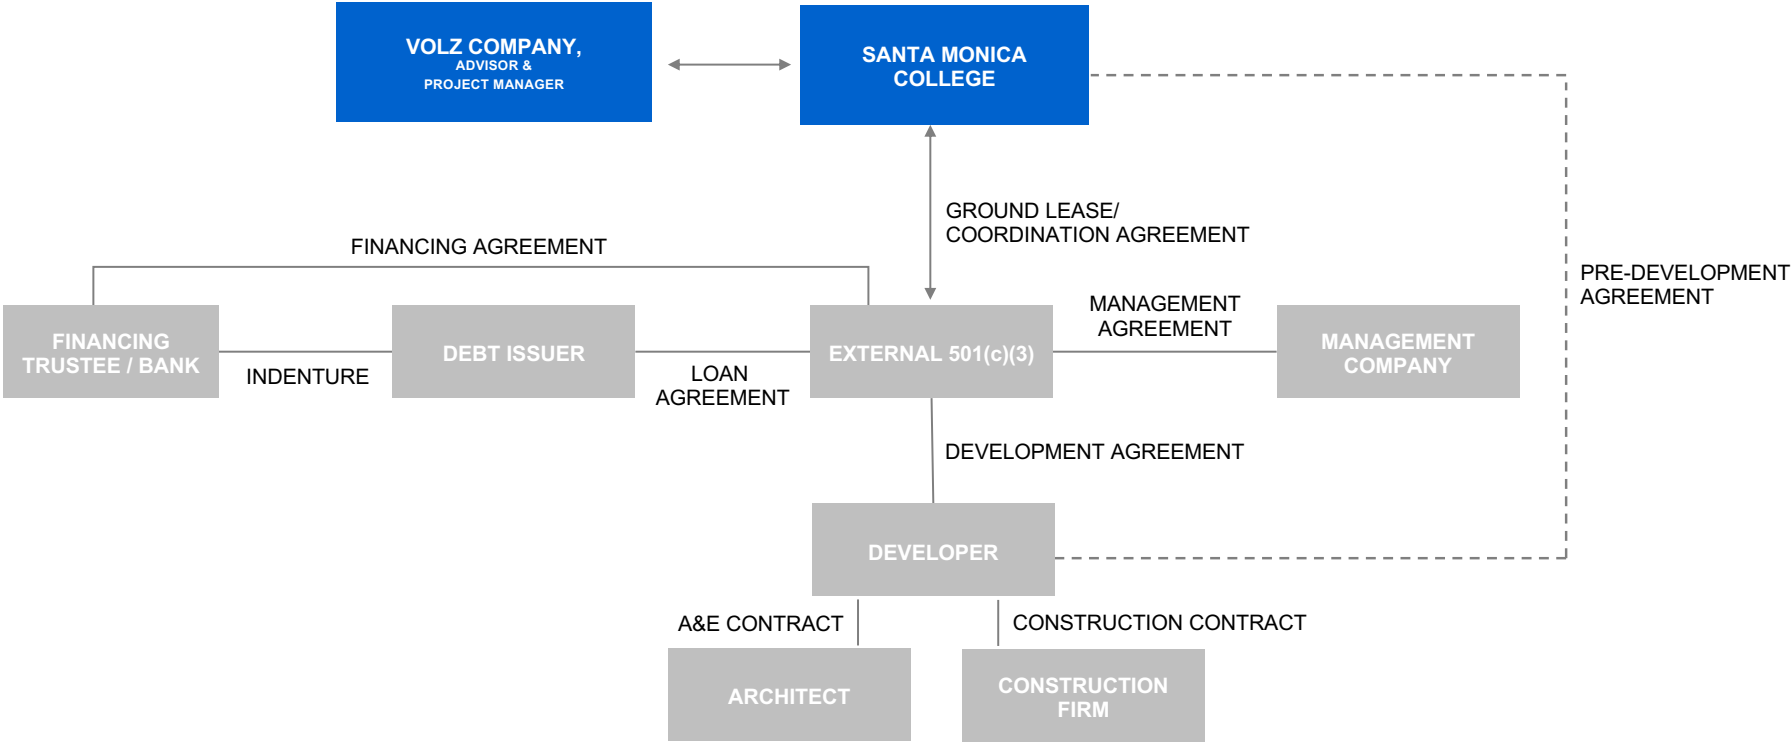 VOLZ COMPANY,
ADVISOR &
PROJECT MANAGER
SANTA MONICA
COLLEGE
GROUND LEASE/
COORDINATION AGREEMENT
FINANCING AGREEMENT
PRE-DEVELOPMENT
AGREEMENT
MANAGEMENT
AGREEMENT
FINANCING
TRUSTEE / BANK
INDENTURE
DEBT ISSUER
LOAN
AGREEMENT
EXTERNAL 501(c)(3)
MANAGEMENT
COMPANY
DEVELOPMENT AGREEMENT
DEVELOPER
A&E CONTRACT
CONSTRUCTION CONTRACT
ARCHITECT
CONSTRUCTION
FIRM